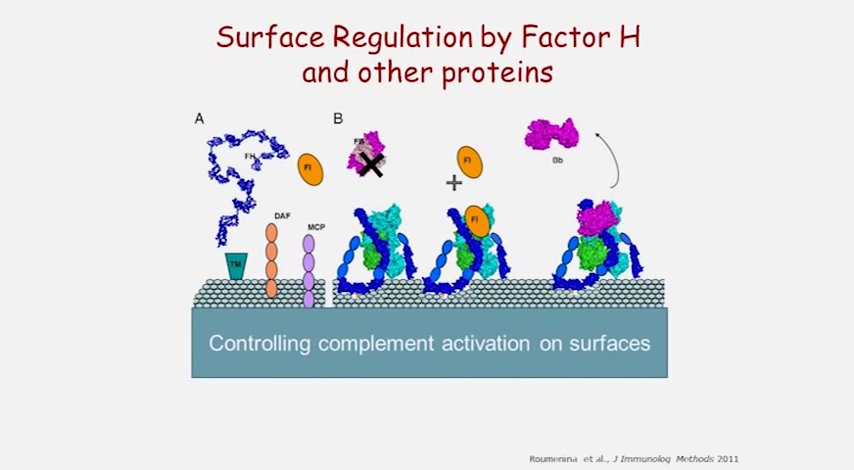 Surface Regulation by Factor H
and other proteins
A
B
FH
FI
FB
FI
Bb
DAF
MCP
FI
TM
Controlling complement activation on surfaces
Roumenina et al., J Immunolog Methods 2011